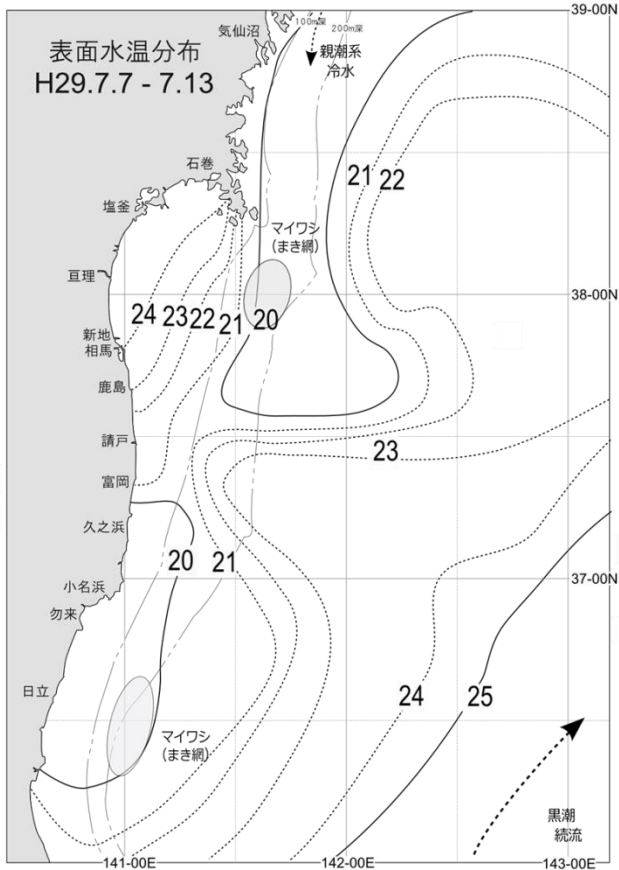 39-00N
気仙沼
100m深
200m深
表面水温分布
H29.7.7 - 7.13
親潮系
冷水
石巻
21
22
塩釜
マイワシ
(まき網)
亘理
38-00N
24
23
22
21
20
新地
相馬
鹿島
請戸
23
富岡
久之浜
20
21
37-00N
小名浜
勿来
日立
24
25
マイワシ
(まき網)
黒潮
続流
141-00E
142-00E
143-00E